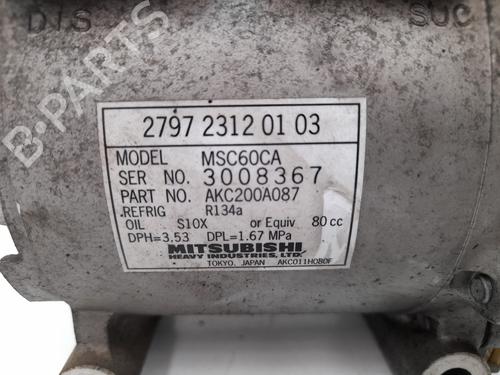 DIS
SUC
2797 2312 01 03
MODEL MSC60CA
SER NO. 3008367
PART NO. AKC200A087
REFRIG R134a
OIL S10X or Equiv 80 cc
DPH=3.53 DPL=1.67 MPa
MITSUBISHI
HEAVY INDUSTRIES, LTD.
TOKYO, JAPAN AKC011H080F
B-PARTS